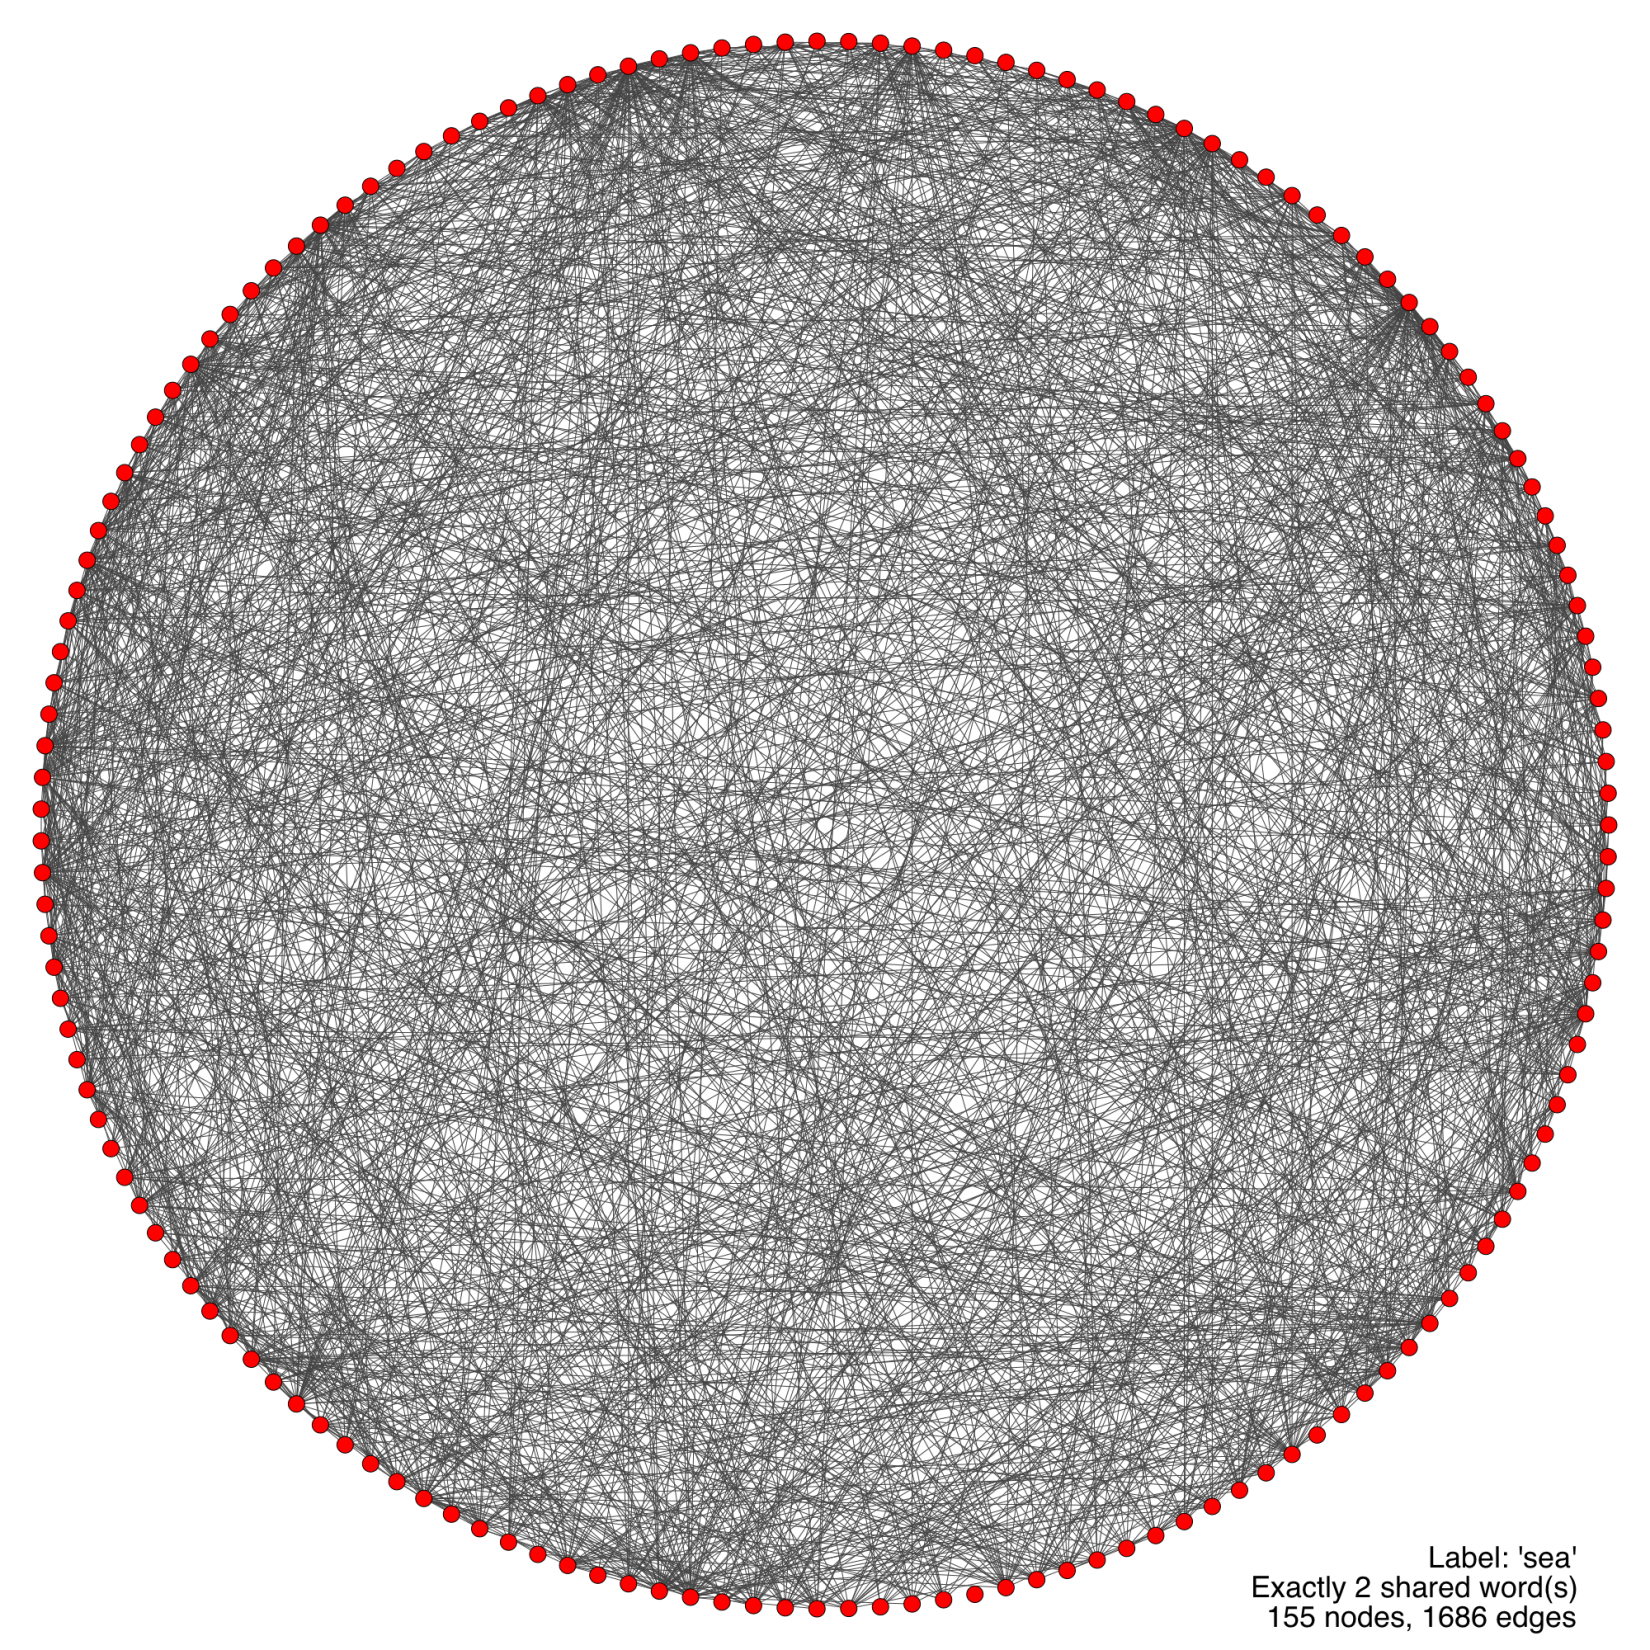 Label: 'sea'
Exactly 2 shared word(s)
155 nodes, 1686 edges